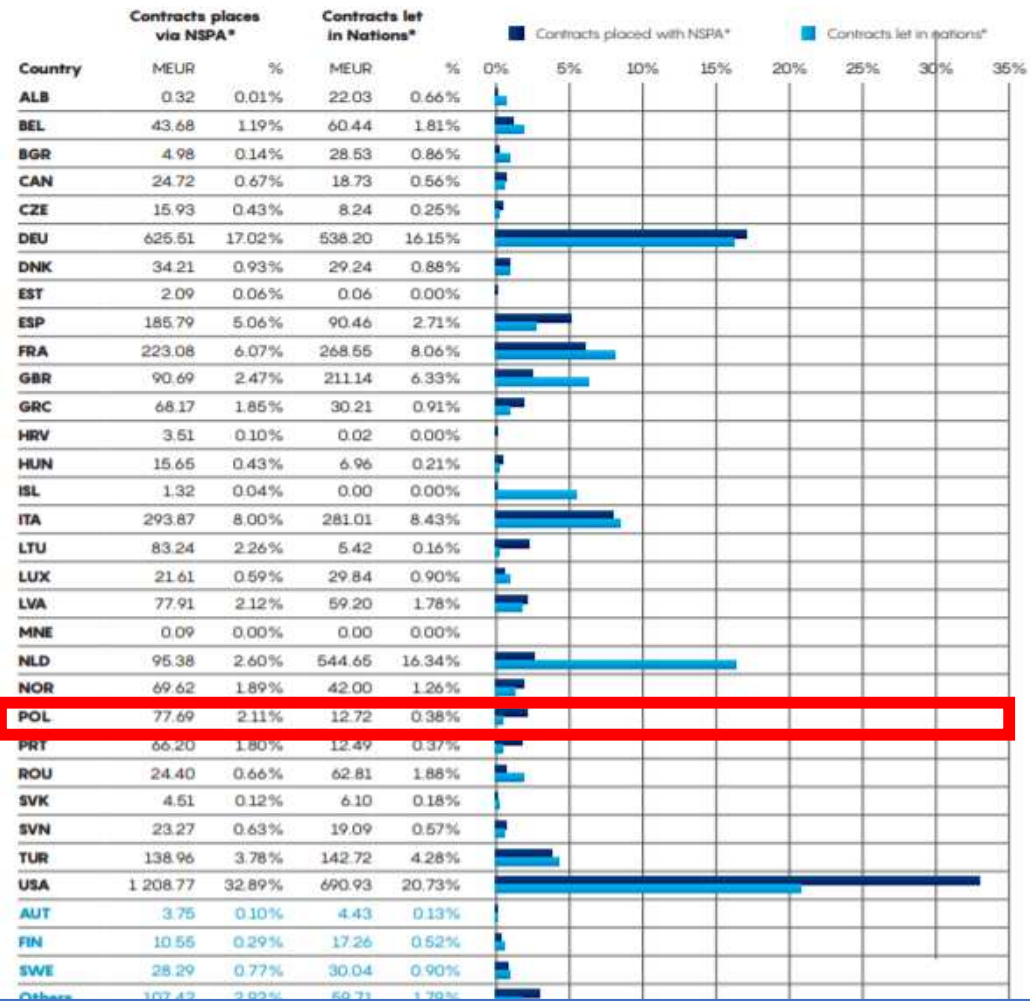 Contracts places via NSPA* Contracts let in Nations* Contracts placed with NSPA* Contracts let in nations*
Country MEUR % MEUR % 0% 5% 10% 15% 20% 25% 30% 35%
ALB 0.32 0.01% 22.03 0.66%
BEL 43.68 1.19% 60.44 1.81%
BGR 4.98 0.14% 28.53 0.86%
CAN 24.72 0.67% 18.73 0.56%
CZE 15.93 0.43% 8.24 0.25%
DEU 625.51 17.02% 538.20 16.15%
DNK 34.21 0.93% 29.24 0.88%
EST 2.09 0.06% 0.06 0.00%
ESP 185.79 5.06% 90.46 2.71%
FRA 223.08 6.07% 268.55 8.06%
GBR 90.69 2.47% 211.14 6.33%
GRC 68.17 1.85% 30.21 0.91%
HRV 3.51 0.10% 0.02 0.00%
HUN 15.65 0.43% 6.96 0.21%
ISL 1.32 0.04% 0.00 0.00%
ITA 293.87 8.00% 281.01 8.43%
LTU 83.24 2.26% 5.42 0.16%
LUX 21.61 0.59% 29.84 0.90%
LVA 77.91 2.12% 59.20 1.78%
MNE 0.09 0.00% 0.00 0.00%
NLD 95.38 2.60% 544.65 16.34%
NOR 69.62 1.89% 42.00 1.26%
POL 77.69 2.11% 12.72 0.38%
PRT 66.20 1.80% 12.49 0.37%
ROU 24.40 0.66% 62.81 1.88%
SVK 4.51 0.12% 6.10 0.18%
SVN 23.27 0.63% 19.09 0.57%
TUR 138.96 3.78% 142.72 4.28%
USA 1 208.77 32.89% 690.93 20.73%
AUT 3.75 0.10% 4.43 0.13%
FIN 10.55 0.29% 17.26 0.52%
SWE 28.29 0.77% 30.04 0.90%
Others 107.42 2.92% 59.71 1.79%